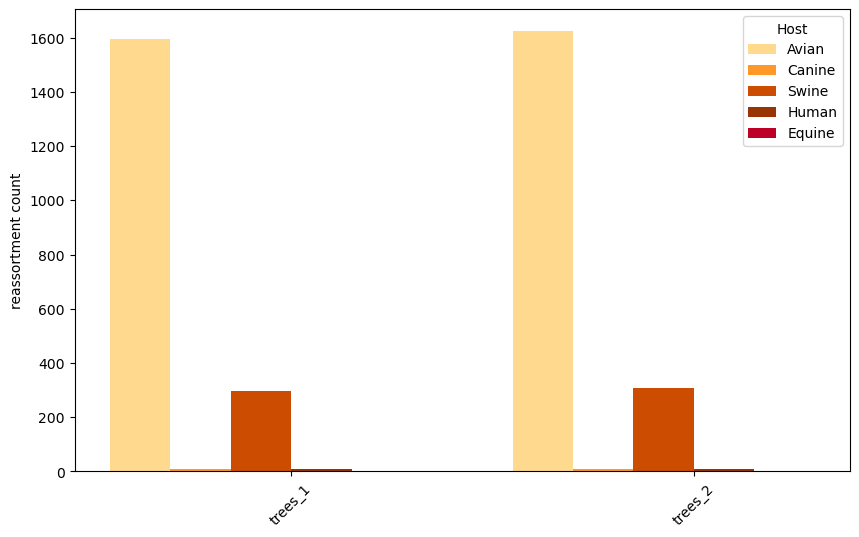 Host
Avian
Canine
Swine
Human
Equine
reassortment count
1600
1400
1200
1000
800
600
400
200
0
trees_1
trees_2